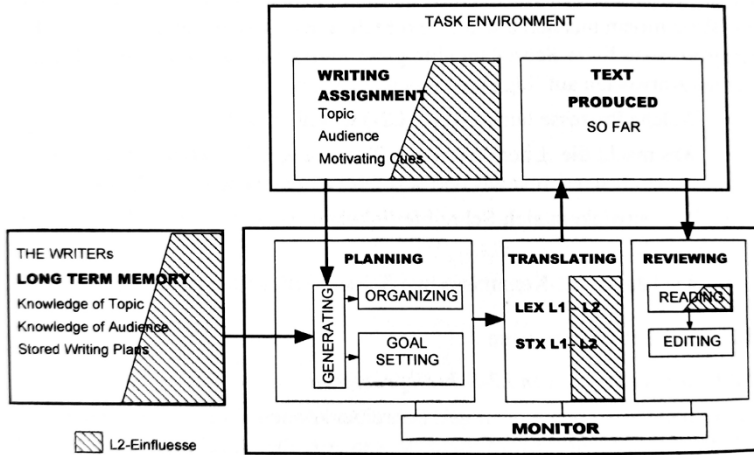 TASK ENVIRONMENT
WRITING
ASSIGNMENT
Topic
Audience
Motivating Cues
TEXT
PRODUCED
SO FAR
THE WRITERs
LONG TERM MEMORY
Knowledge of Topic
Knowledge of Audience
Stored Writing Plans
PLANNING
GENERATING
ORGANIZING
GOAL
SETTING
TRANSLATING
LEX L1 - L2
STX L1 - L2
REVIEWING
READING
EDITING
MONITOR
L2-Einfluesse